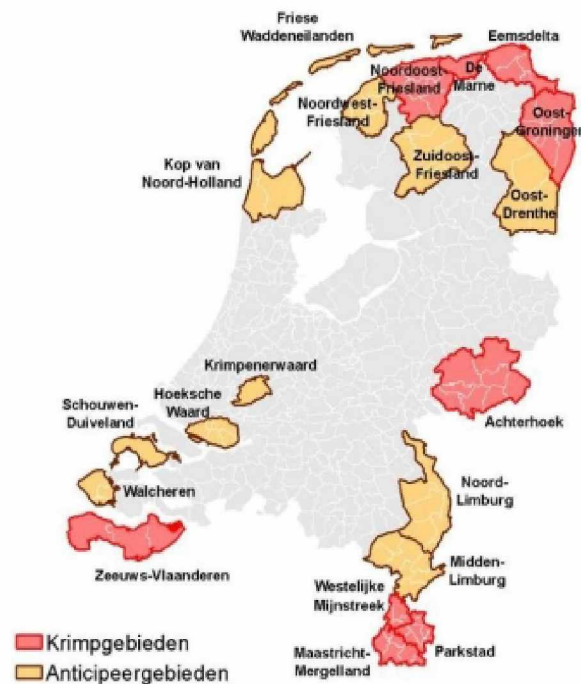 Friese
Waddeneilanden
Eemsdelta
Noordoost-
Friesland
De
Marne
Noordwest-
Friesland
Oost-
Groningen
Kop van
Noord-Holland
Zuidoost-
Friesland
Oost-
Drenthe
Krimpenerwaard
Hoeksche
Waard
Schouwen-
Duiveland
Achterhoek
Walcheren
Noord-
Limburg
Zeeuws-Vlaanderen
Midden-
Limburg
Westelijke
Mijnstreek
Maastricht-
Mergelland
Parkstad
Krimpgebieden
Anticipeergebieden